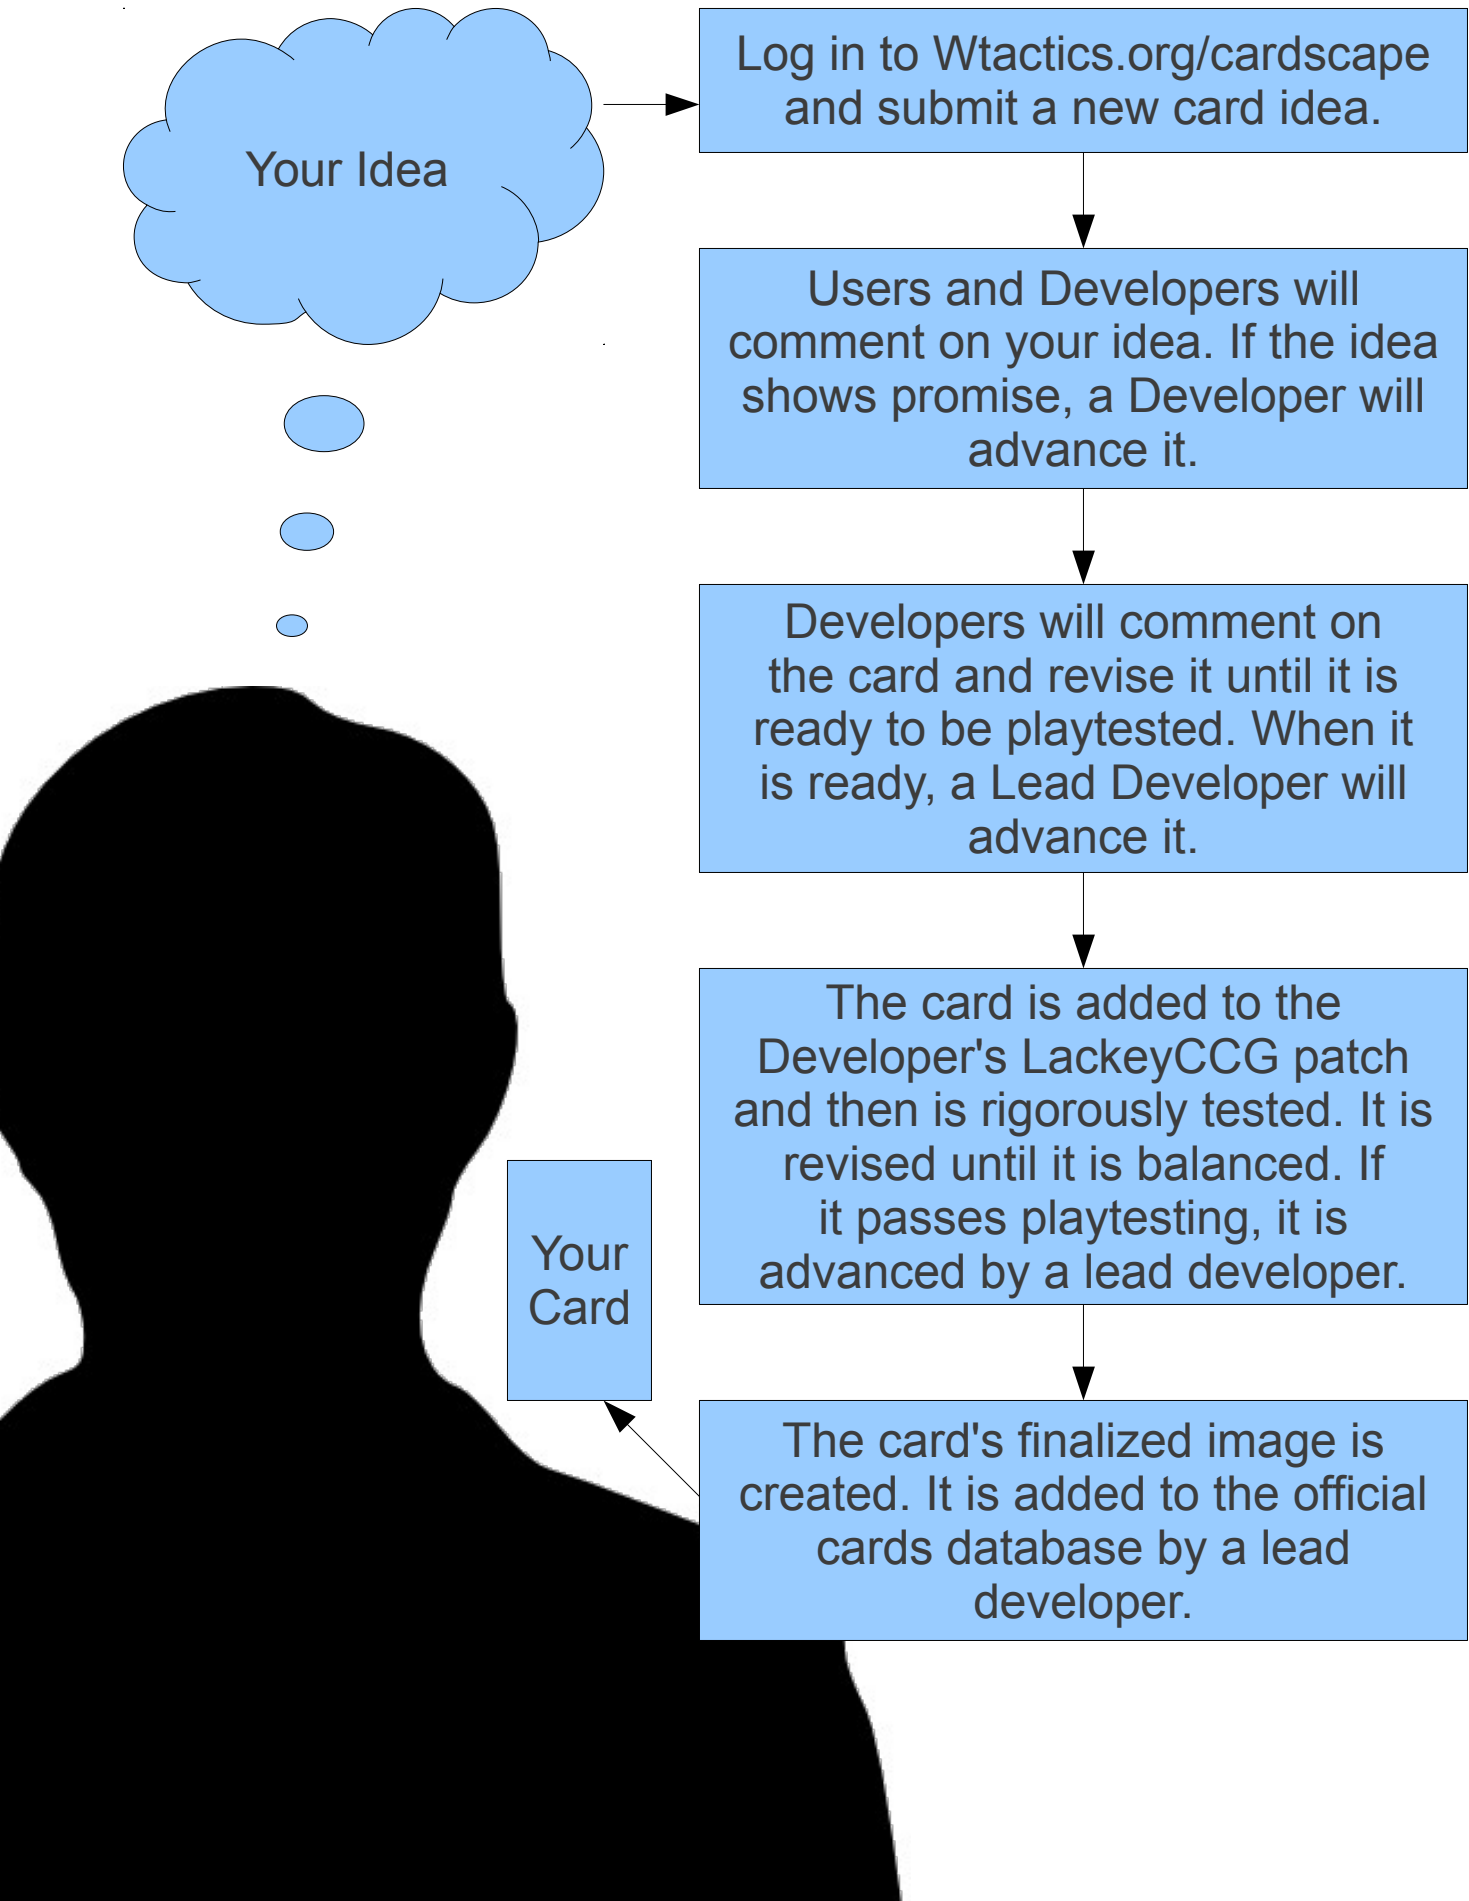 Your Idea
Log in to Wtactics.org/cardscape
and submit a new card idea.
Users and Developers will
comment on your idea. If the idea
shows promise, a Developer will
advance it.
Developers will comment on
the card and revise it until it is
ready to be playtested. When it
is ready, a Lead Developer will
advance it.
The card is added to the
Developer's LackeyCCG patch
and then is rigorously tested. It is
revised until it is balanced. If
it passes playtesting, it is
advanced by a lead developer.
The card's finalized image is
created. It is added to the official
cards database by a lead
developer.
Your
Card